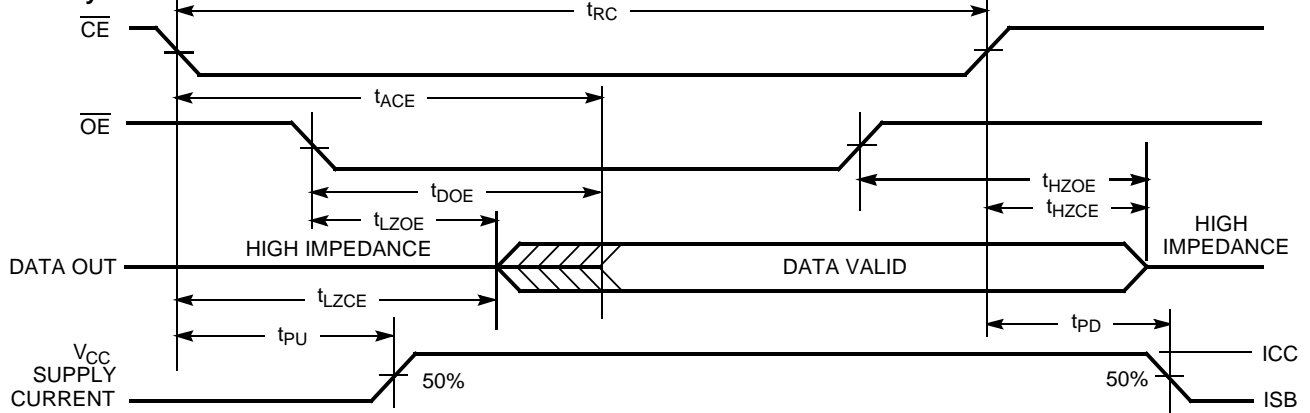 tRC
CE
tACE
OE
tDOE
tHZOE
tLZOE
tHZCE
HIGH IMPEDANCE
HIGH
IMPEDANCE
DATA OUT
DATA VALID
tLZCE
tPU
tPD
VCC
SUPPLY
CURRENT
50%
50%
ICC
ISB